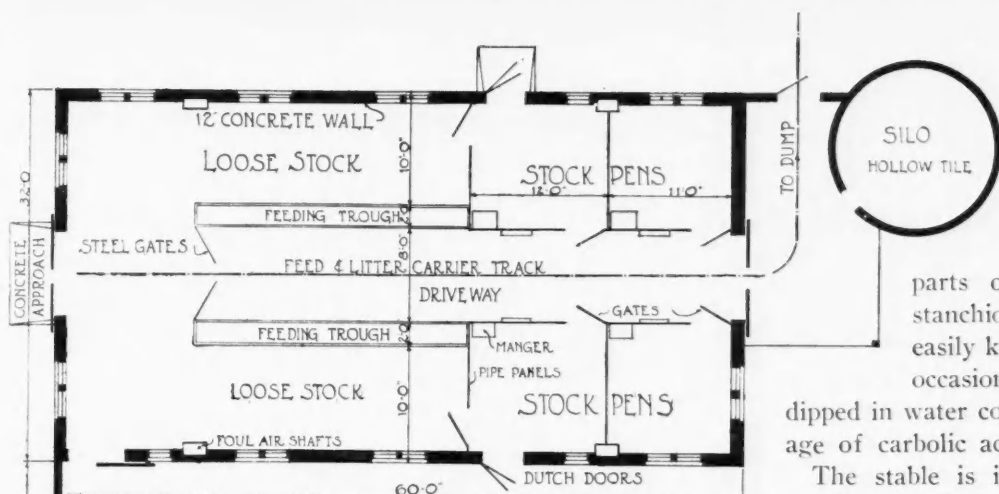 12" CONCRETE WALL
LOOSE STOCK
10'-0"
STOCK PENS
12'-0"
11'-0"
TO DUMP
SILO
HOLLOW TILE
32'-0"
FEEDING TROUGH
2'-0"
STEEL GATES
8'-0"
FEED & LITTER CARRIER TRACK
CONCRETE
APPROACH
DRIVEWAY
GATES
FEEDING TROUGH
2'-0"
MANGER
PIPE PANELS
LOOSE STOCK
10'-0"
STOCK PENS
FOUL AIR SHAFTS
DUTCH DOORS
60'-0"
parts o
stanchio
easily k
occasion
dipped in water co
age of carbolic ac
The stable is i